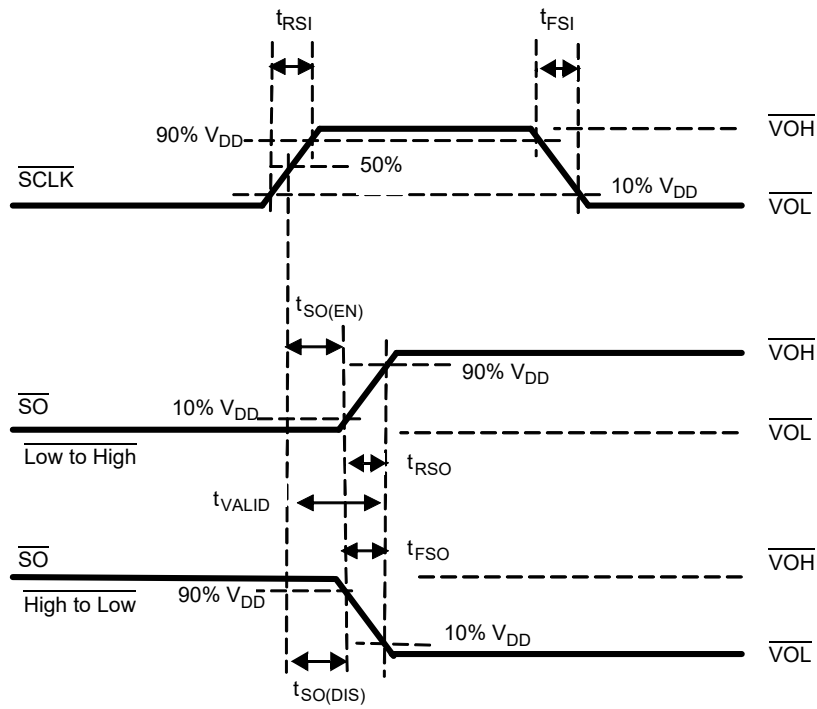 tRSI
tFSI
90% VDD
VOH
SCLK
50%
10% VDD
VOL
tSO(EN)
VOH
90% VDD
SO
10% VDD
VOL
Low to High
tRSO
tVALID
tFSO
SO
VOH
High to Low
90% VDD
10% VDD
VOL
tSO(DIS)